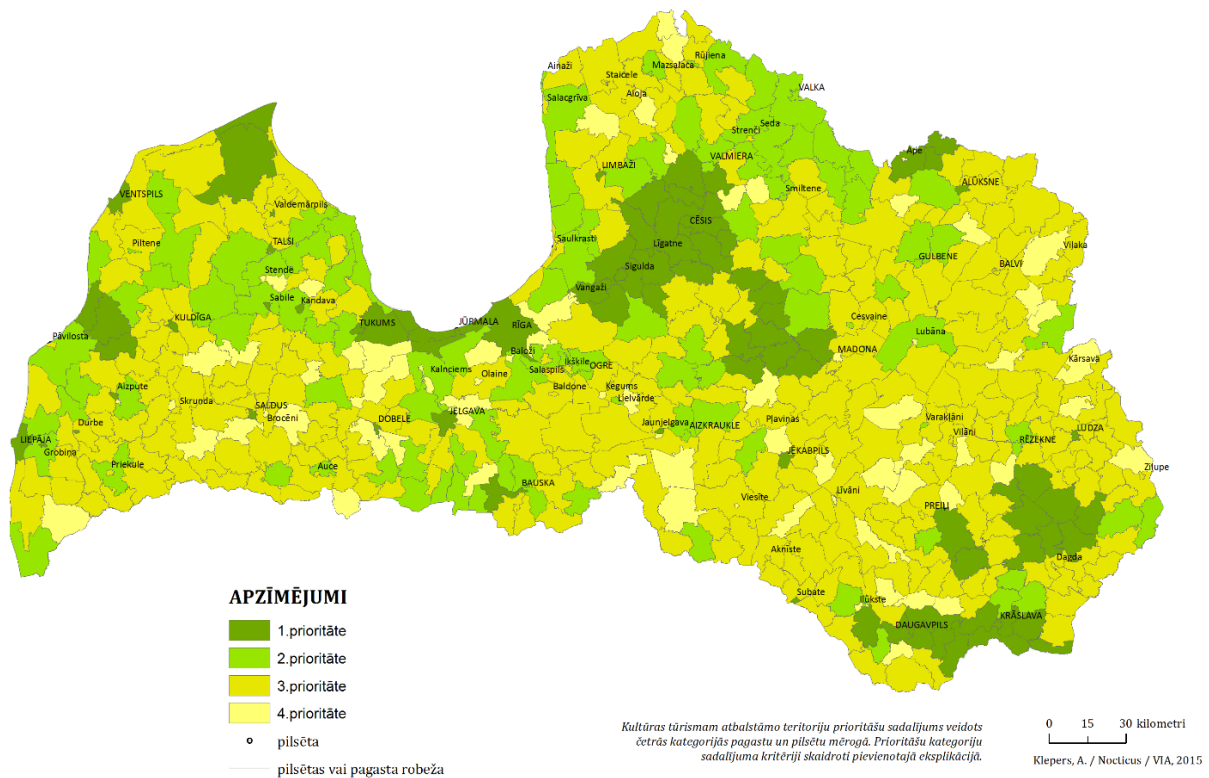 Ainaži
Staicele
Mazsalaca
Rūjiena
Aloja
Salacgrīva
VALKA
Seda
Strenči
LIMBAŽI
VALMIERA
Ape
Smiltene
ALŪKSNE
VENTSPILS
Valdemārpils
CĒSIS
Piltene
TALSI
Saulkrasti
Līgatne
GULBENE
BALVI
Viļaka
Stende
Sigulda
Sabile
Kandava
Vangaži
KULDĪGA
TUKUMS
JŪRMALA
RĪGA
Cesvaine
Lubāna
Pāvilosta
Baloži
MADONA
Kalnciems
Ikšķile
OGRE
Kārsava
Olaine
Salaspils
Aizpute
Baldone
Ķegums
Skrunda
Lielvārde
SALDUS
JELGAVA
Durbe
Brocēni
DOBELE
Jaunjelgava
AIZKRAUKLE
Pļaviņas
Varakļāni
Viļāni
LUDZA
LIEPĀJA
RĒZEKNE
Grobiņa
JĒKABPILS
Priekule
Auce
Zilupe
BAUSKA
Līvāni
Viesīte
PREIĻI
Aknīste
Dagda
Subate
Ilūkste
KRĀSLAVA
DAUGAVPILS
APZĪMĒJUMI
1.prioritāte
2.prioritāte
3.prioritāte
4.prioritāte
pilsēta
pilsētas vai pagasta robeža
Kultūras tūrismam atbalstāmo teritoriju prioritāšu sadalījums veidots
četrās kategorijās pagastu un pilsētu mērogā. Prioritāšu kategoriju
sadalījuma kritēriji skaidroti pievienotajā eksplikācijā.
0 15 30 kilometri
Klepers, A. / Nocticus / VIA, 2015